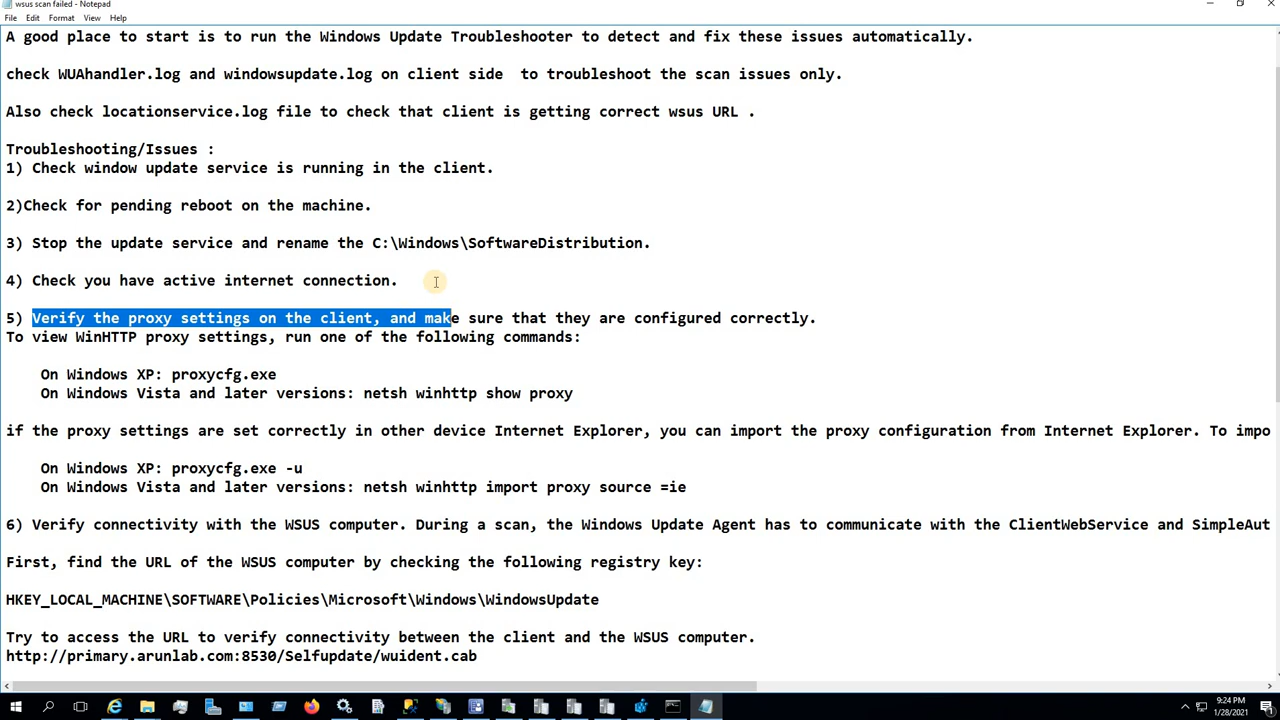 wsus scan failed - Notepad
File Edit Format View Help
A good place to start is to run the Windows Update Troubleshooter to detect and fix these issues automatically.
check WUAhandler.log and windowsupdate.log on client side  to troubleshoot the scan issues only.
Also check locationservice.log file to check that client is getting correct wsus URL .
Troubleshooting/Issues :
1) Check window update service is running in the client.
2)Check for pending reboot on the machine.
3) Stop the update service and rename the C:\Windows\SoftwareDistribution.
4) Check you have active internet connection.
5) Verify the proxy settings on the client, and make sure that they are configured correctly.
To view WinHTTP proxy settings, run one of the following commands:
On Windows XP: proxycfg.exe
On Windows Vista and later versions: netsh winhttp show proxy
if the proxy settings are set correctly in other device Internet Explorer, you can import the proxy configuration from Internet Explorer. To impo
On Windows XP: proxycfg.exe -u
On Windows Vista and later versions: netsh winhttp import proxy source =ie
6) Verify connectivity with the WSUS computer. During a scan, the Windows Update Agent has to communicate with the ClientWebService and SimpleAut
First, find the URL of the WSUS computer by checking the following registry key:
HKEY_LOCAL_MACHINE\SOFTWARE\Policies\Microsoft\Windows\WindowsUpdate
Try to access the URL to verify connectivity between the client and the WSUS computer.
http://primary.arunlab.com:8530/Selfupdate/wuident.cab
9:24 PM
1/28/2021